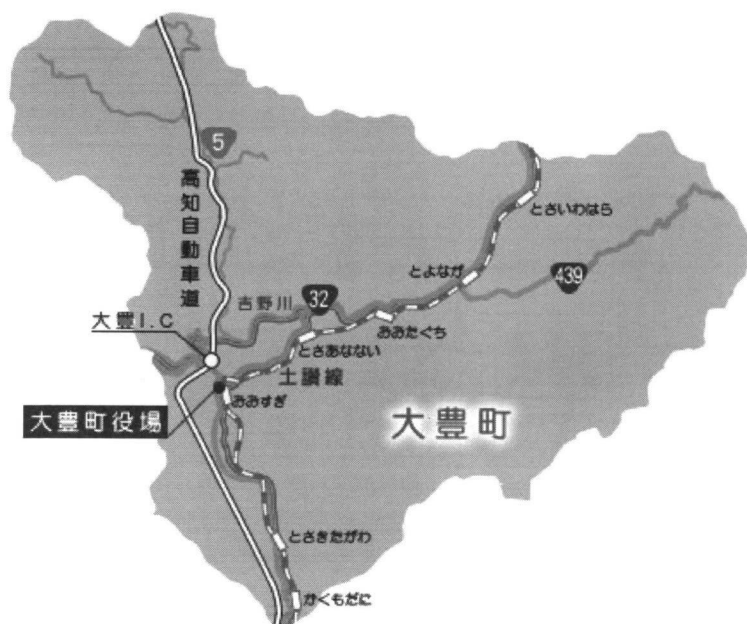 5
高知自動車道
とさいわはら
とよなが
439
吉野川
32
大豊I.C
おおたぐち
とさあなない
土讃線
おおすぎ
大豊町役場
大豊町
とさきたがわ
かくもだに